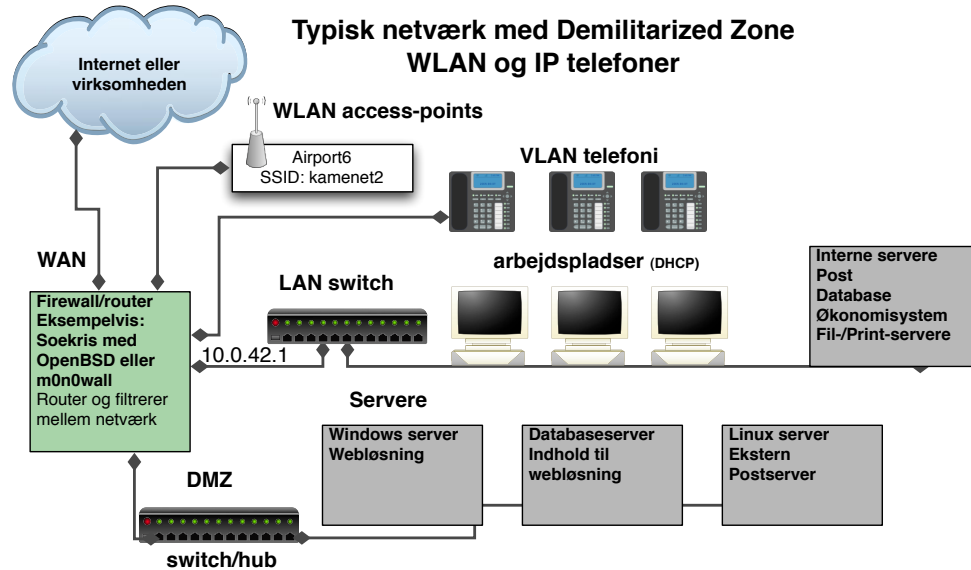 Typisk netværk med Demilitarized Zone
WLAN og IP telefoner
Internet eller
virksomheden
WLAN access-points
Airport6
SSID: kamenet2
VLAN telefoni
WAN
arbejdspladser (DHCP)
LAN switch
Interne servere
Post
Database
Økonomisystem
Fil-/Print-servere
Firewall/router
Eksempelvis:
Soekris med
OpenBSD eller
m0n0wall
Router og filtrerer
mellem netværk
10.0.42.1
Servere
Windows server
Webløsning
Databaseserver
Indhold til
webløsning
Linux server
Ekstern
Postserver
DMZ
switch/hub